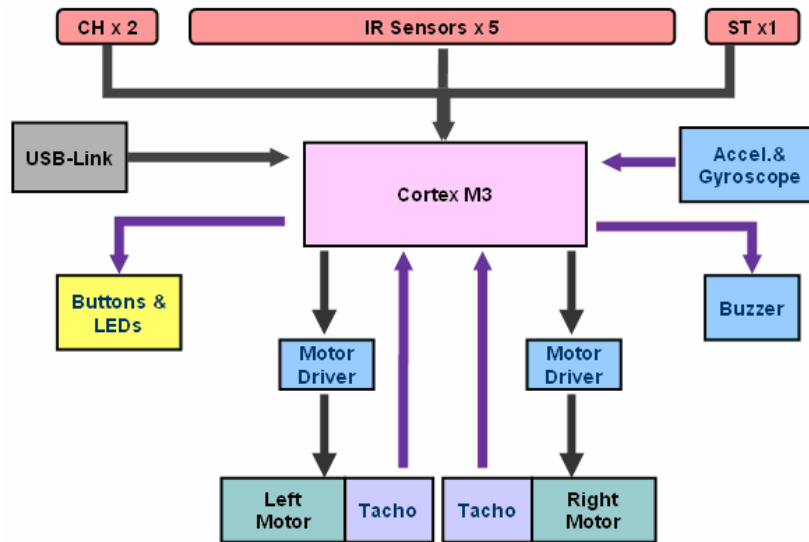 CH x 2
IR Sensors x 5
ST x1
USB-Link
Accel.&
Gyroscope
Cortex M3
Buttons &
LEDs
Buzzer
Motor
Driver
Motor
Driver
Left
Motor
Tacho
Tacho
Right
Motor